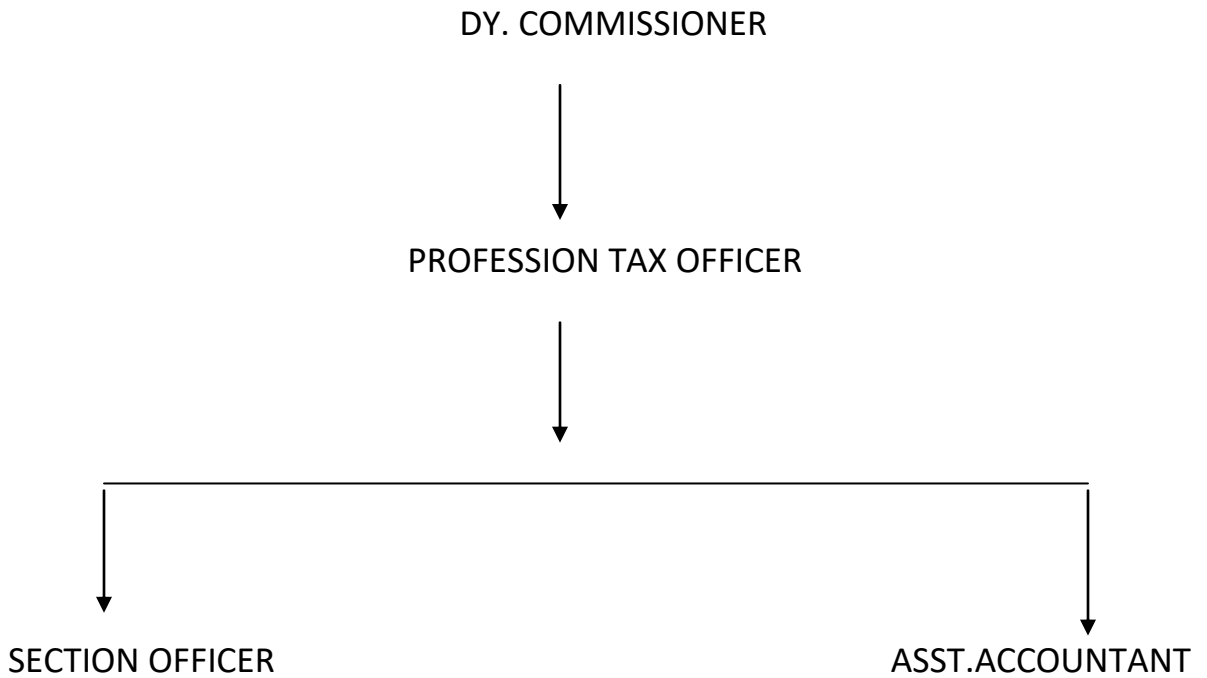 DY. COMMISSIONER
PROFESSION TAX OFFICER
SECTION OFFICER
ASST.ACCOUNTANT